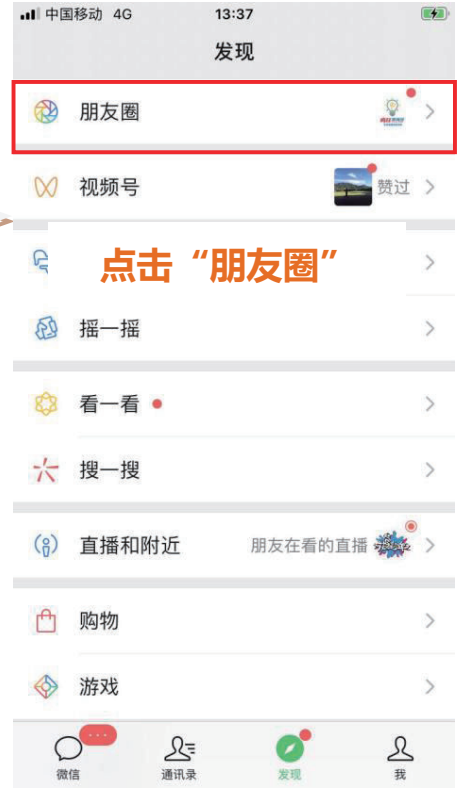 中国移动 4G 13:37
发现
朋友圈
视频号 赞过
点击“朋友圈”
摇一摇
看一看
搜一搜
直播和附近 朋友在看的直播
购物
游戏
微信 通讯录 发现 我